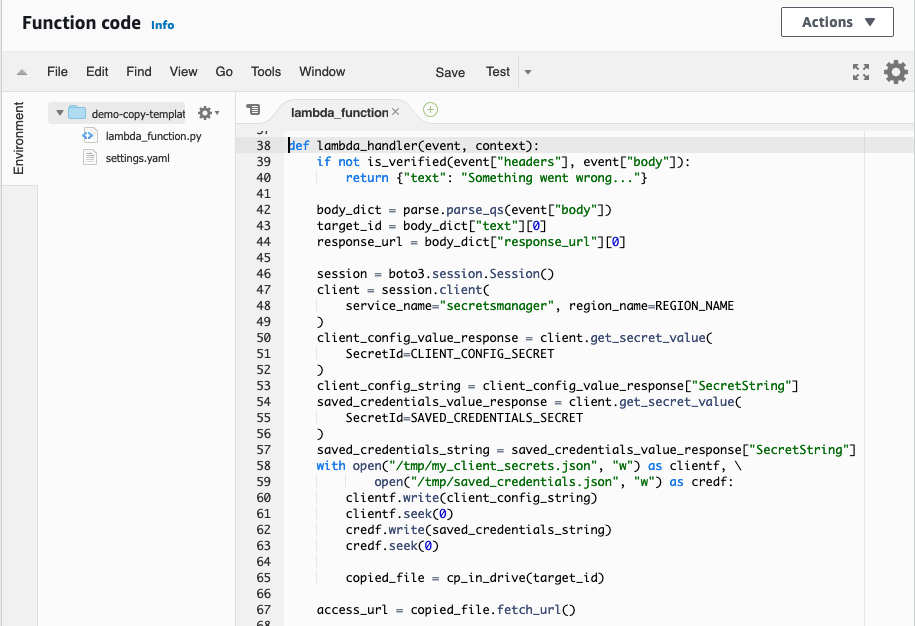 Function code Info
Actions ▼
File Edit Find View Go Tools Window Save Test
Environment
demo-copy-templat
lambda_function.py
settings.yaml
lambda_function ×
37
38 def lambda_handler(event, context):
39     if not is_verified(event["headers"], event["body"]):
40         return {"text": "Something went wrong..."}
41
42     body_dict = parse.parse_qs(event["body"])
43     target_id = body_dict["text"][0]
44     response_url = body_dict["response_url"][0]
45
46     session = boto3.session.Session()
47     client = session.client(
48         service_name="secretsmanager", region_name=REGION_NAME
49     )
50     client_config_value_response = client.get_secret_value(
51         SecretId=CLIENT_CONFIG_SECRET
52     )
53     client_config_string = client_config_value_response["SecretString"]
54     saved_credentials_value_response = client.get_secret_value(
55         SecretId=SAVED_CREDENTIALS_SECRET
56     )
57     saved_credentials_string = saved_credentials_value_response["SecretString"]
58     with open("/tmp/my_client_secrets.json", "w") as clientf, \
59             open("/tmp/saved_credentials.json", "w") as credf:
60         clientf.write(client_config_string)
61         clientf.seek(0)
62         credf.write(saved_credentials_string)
63         credf.seek(0)
64
65         copied_file = cp_in_drive(target_id)
66
67     access_url = copied_file.fetch_url()
68